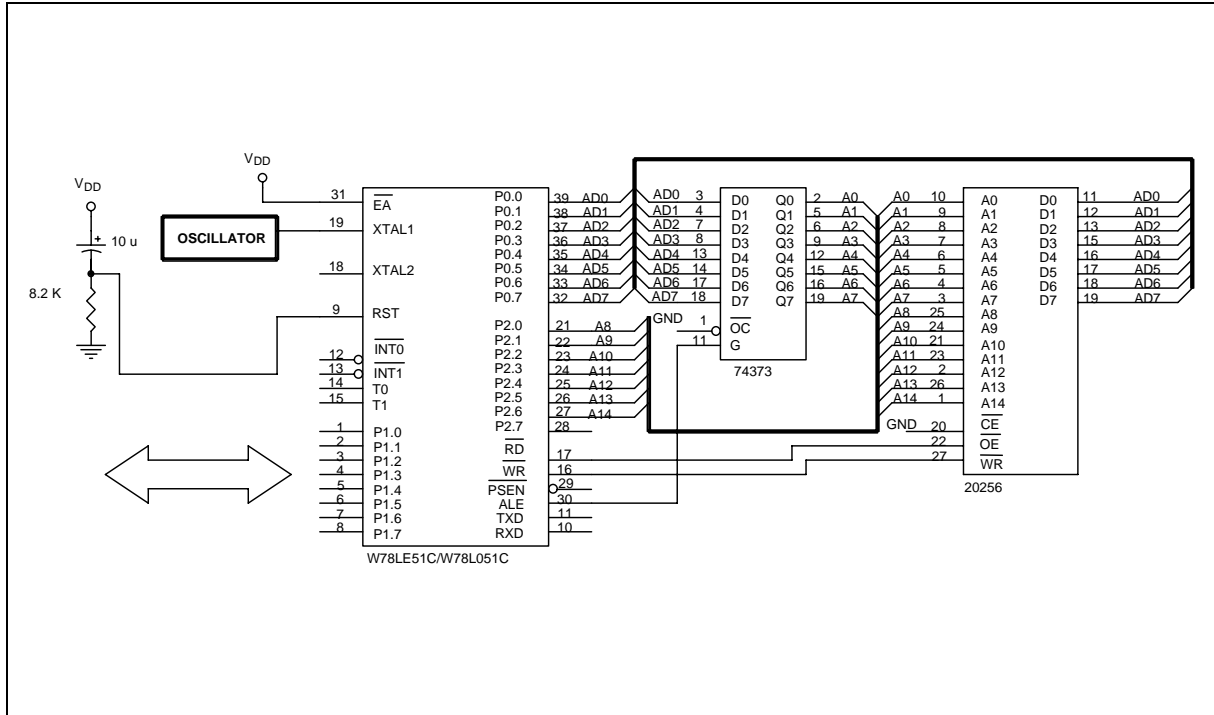 VDD
10 u
8.2 K
VDD
OSCILLATOR
31 EA
19 XTAL1
18 XTAL2
9 RST
12 INT0
13 INT1
14 T0
15 T1
1 P1.0
2 P1.1
3 P1.2
4 P1.3
5 P1.4
6 P1.5
7 P1.6
8 P1.7
P0.0 39 AD0
P0.1 38 AD1
P0.2 37 AD2
P0.3 36 AD3
P0.4 35 AD4
P0.5 34 AD5
P0.6 33 AD6
P0.7 32 AD7
P2.0 21 A8
P2.1 22 A9
P2.2 23 A10
P2.3 24 A11
P2.4 25 A12
P2.5 26 A13
P2.6 27 A14
P2.7 28
RD 17
WR 16
PSEN 29
ALE 30
TXD 11
RXD 10
W78LE51C/W78L051C
AD0 3 D0 Q0 2 A0
AD1 4 D1 Q1 5 A1
AD2 7 D2 Q2 6 A2
AD3 8 D3 Q3 9 A3
AD4 13 D4 Q4 12 A4
AD5 14 D5 Q5 15 A5
AD6 17 D6 Q6 16 A6
AD7 18 D7 Q7 19 A7
GND 1 OC
11 G
74373
A0 10 A0 D0 11 AD0
A1 9 A1 D1 12 AD1
A2 8 A2 D2 13 AD2
A3 7 A3 D3 15 AD3
A4 6 A4 D4 16 AD4
A5 5 A5 D5 17 AD5
A6 4 A6 D6 18 AD6
A7 3 A7 D7 19 AD7
A8 25 A8
A9 24 A9
A10 21 A10
A11 23 A11
A12 2 A12
A13 26 A13
A14 1 A14
GND 20 CE
22 OE
27 WR
20256